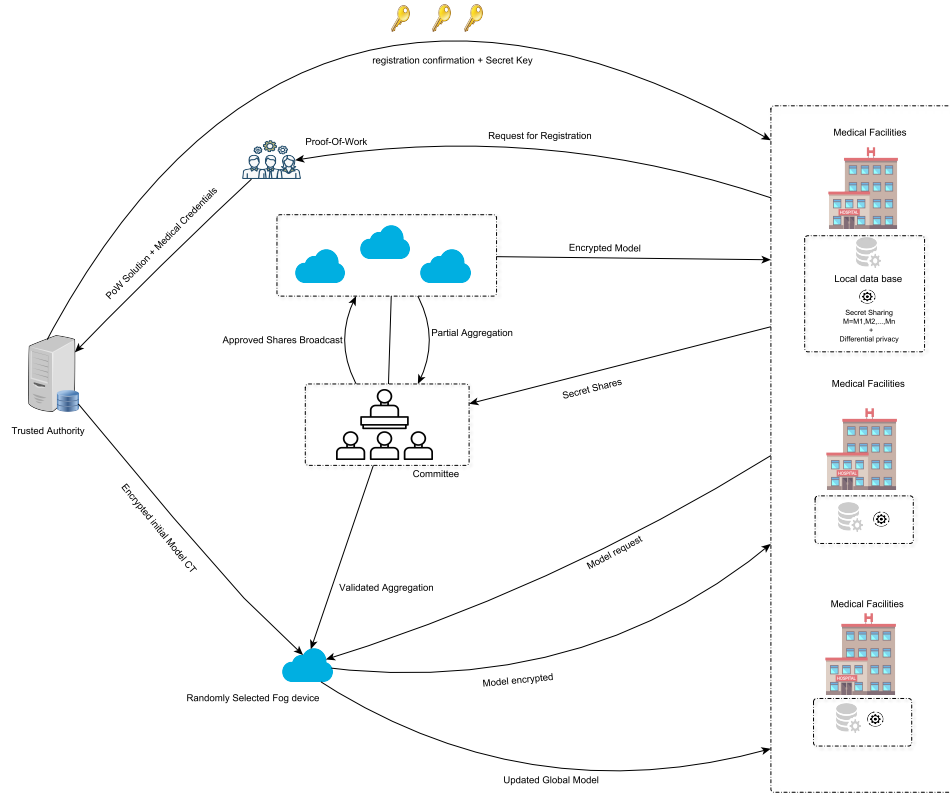 registration confirmation + Secret Key
Medical Facilities
Request for Registration
Proof-Of-Work
HOSPITAL
PoW Solution + Medical Credentials
Encrypted Model
Local data base
Secret Sharing
M=M1,M2,...,Mn
+
Differential privacy
Approved Shares Broadcast
Partial Aggregation
Secret Shares
Medical Facilities
Trusted Authority
HOSPITAL
Committee
Encrypted Initial Model CT
Model request
Validated Aggregation
Medical Facilities
HOSPITAL
Model encrypted
Randomly Selected Fog device
Updated Global Model